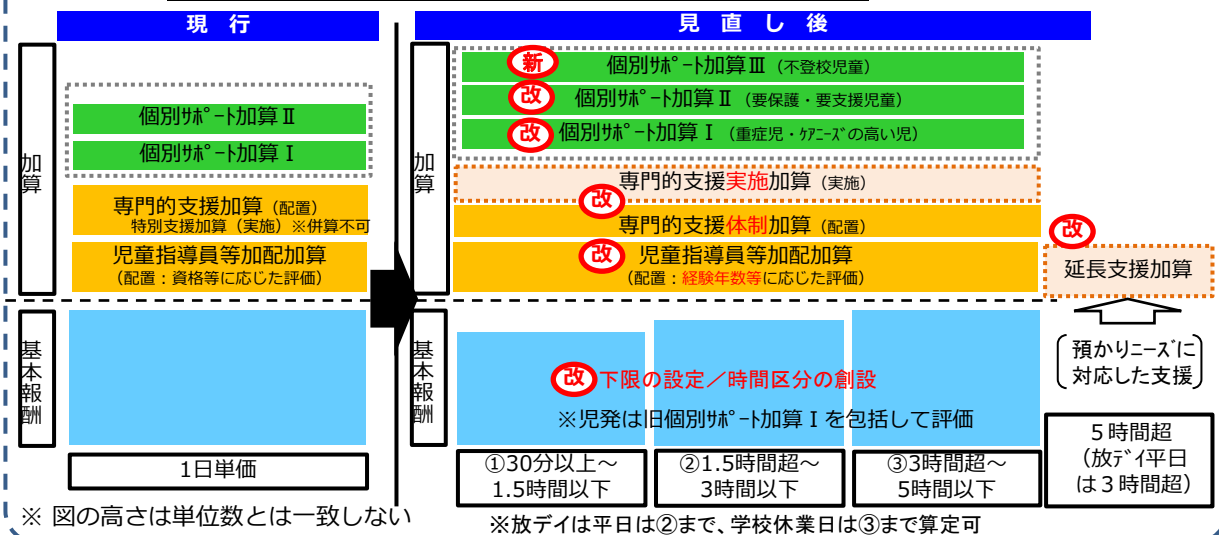 現 行
加算
個別ｻﾎﾟｰﾄ加算Ⅱ
個別ｻﾎﾟｰﾄ加算Ⅰ
専門的支援加算（配置）
特別支援加算（実施）※併算不可
児童指導員等加配加算
（配置：資格等に応じた評価）
基本報酬
1日単価
※ 図の高さは単位数とは一致しない
見 直 し 後
加算
新 個別ｻﾎﾟｰﾄ加算Ⅲ（不登校児童）
改 個別ｻﾎﾟｰﾄ加算Ⅱ（要保護・要支援児童）
改 個別ｻﾎﾟｰﾄ加算Ⅰ（重症児・ｹｱﾆｰｽﾞの高い児）
専門的支援実施加算（実施）
改
専門的支援体制加算（配置）
改 児童指導員等加配加算
（配置：経験年数等に応じた評価）
改
延長支援加算
預かりﾆｰｽﾞに
対応した支援
基本報酬
改 下限の設定／時間区分の創設
※児発は旧個別ｻﾎﾟｰﾄ加算Ⅰを包括して評価
①30分以上～
1.5時間以下
②1.5時間超～
3時間以下
③3時間超～
5時間以下
５時間超
（放ﾃﾞｲ平日
は３時間超）
※放デイは平日は②まで、学校休業日は③まで算定可